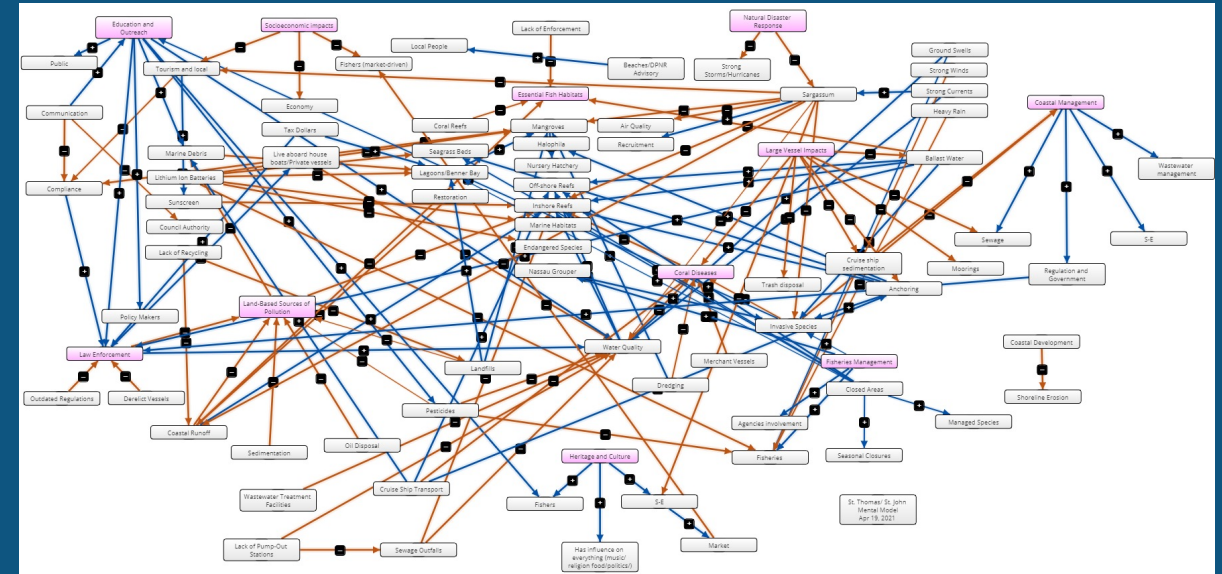 Education and
Outreach
Socioeconomic Impacts
Natural Disaster
Response
Lack of Enforcement
Local People
Public
Tourism and local
Fishers (market-driven)
Beaches/DPNR
Advisory
Strong
Storms/Hurricanes
Ground Swells
Strong Winds
Strong Currents
Heavy Rain
Essential Fish Habitats
Sargassum
Coastal Management
Communication
Economy
Tax Dollars
Coral Reefs
Mangroves
Air Quality
Halophila
Recruitment
Marine Debris
Live aboard house
boats/Private vessels
Seagrass Beds
Large Vessel Impacts
Ballast Water
Wastewater
management
Nursery Hatchery
Lagoons/Benner Bay
Lithium Ion Batteries
Compliance
Off-shore Reefs
Restoration
Sunscreen
Inshore Reefs
Council Authority
Marine Habitats
Lack of Recycling
Endangered Species
Sewage
S-E
Nassau Grouper
Coral Diseases
Cruise ship
sedimentation
Moorings
Regulation and
Government
Trash disposal
Anchoring
Land-Based Sources of
Pollution
Policy Makers
Invasive Species
Law Enforcement
Water Quality
Coastal Development
Merchant Vessels
Fisheries Management
Landfills
Dredging
Closed Areas
Outdated Regulations
Derelict Vessels
Shoreline Erosion
Pesticides
Agencies involvement
Managed Species
Coastal Runoff
Oil Disposal
Sedimentation
Heritage and Culture
Fisheries
Seasonal Closures
Cruise Ship Transport
Wastewater Treatment
Facilities
Fishers
S-E
St. Thomas/ St. John
Mental Model
Apr 19, 2021
Lack of Pump-Out
Stations
Sewage Outfalls
Has influence on
everything (music/
religion food/politics/)
Market